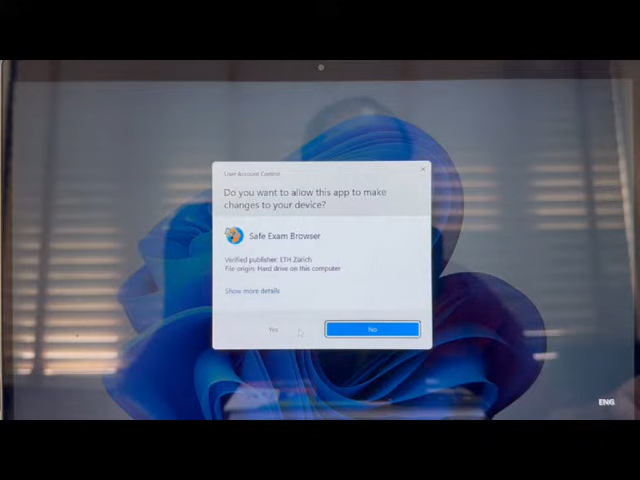 User Account Control
Do you want to allow this app to make
changes to your device?
Safe Exam Browser
Verified publisher: ETH Zürich
File origin: Hard drive on this computer
Show more details
Yes
No
ENG